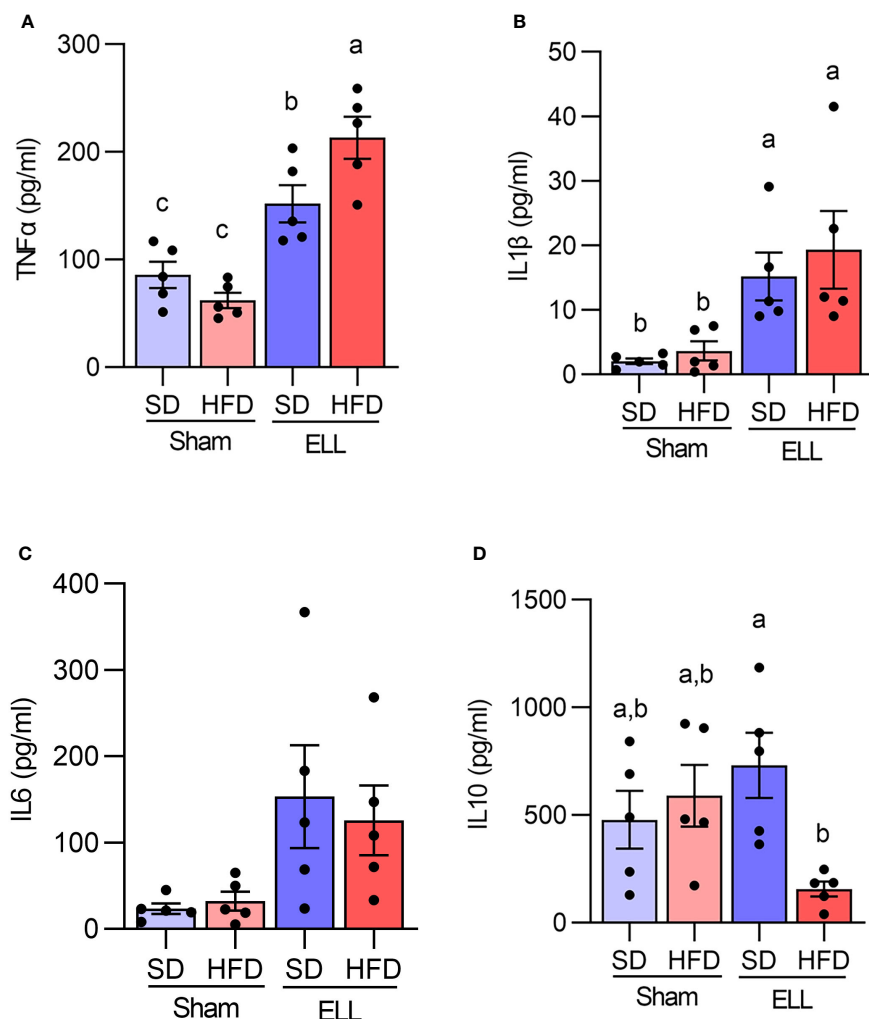 A
TNFα (pg/ml)
300
200
100
0
c
c
b
a
SD HFD SD HFD
Sham ELL
B
IL1β (pg/ml)
50
40
30
20
10
0
b
b
a
a
SD HFD SD HFD
Sham ELL
C
IL6 (pg/ml)
400
300
200
100
0
SD HFD SD HFD
Sham ELL
D
IL10 (pg/ml)
1500
1000
500
0
a,b
a,b
a
b
SD HFD SD HFD
Sham ELL